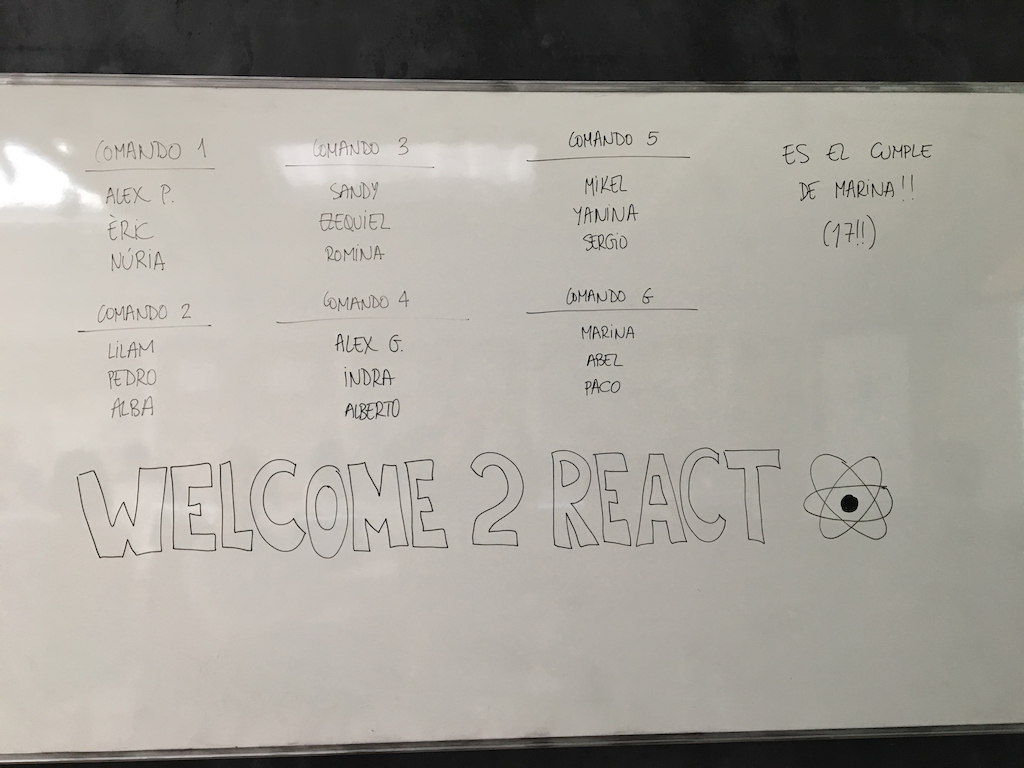 COMANDO 1
ALEX P.
ÈRIC
NÚRIA
COMANDO 2
LILAM
PEDRO
ALBA
COMANDO 3
SANDY
EZEQUIEL
ROMINA
COMANDO 4
ALEX G.
INDRA
ALBERTO
COMANDO 5
MIKEL
YANINA
SERGIO
COMANDO 6
MARINA
ABEL
PACO
ES EL CUMPLE
DE MARINA!!
(17!!)
WELCOME 2 REACT